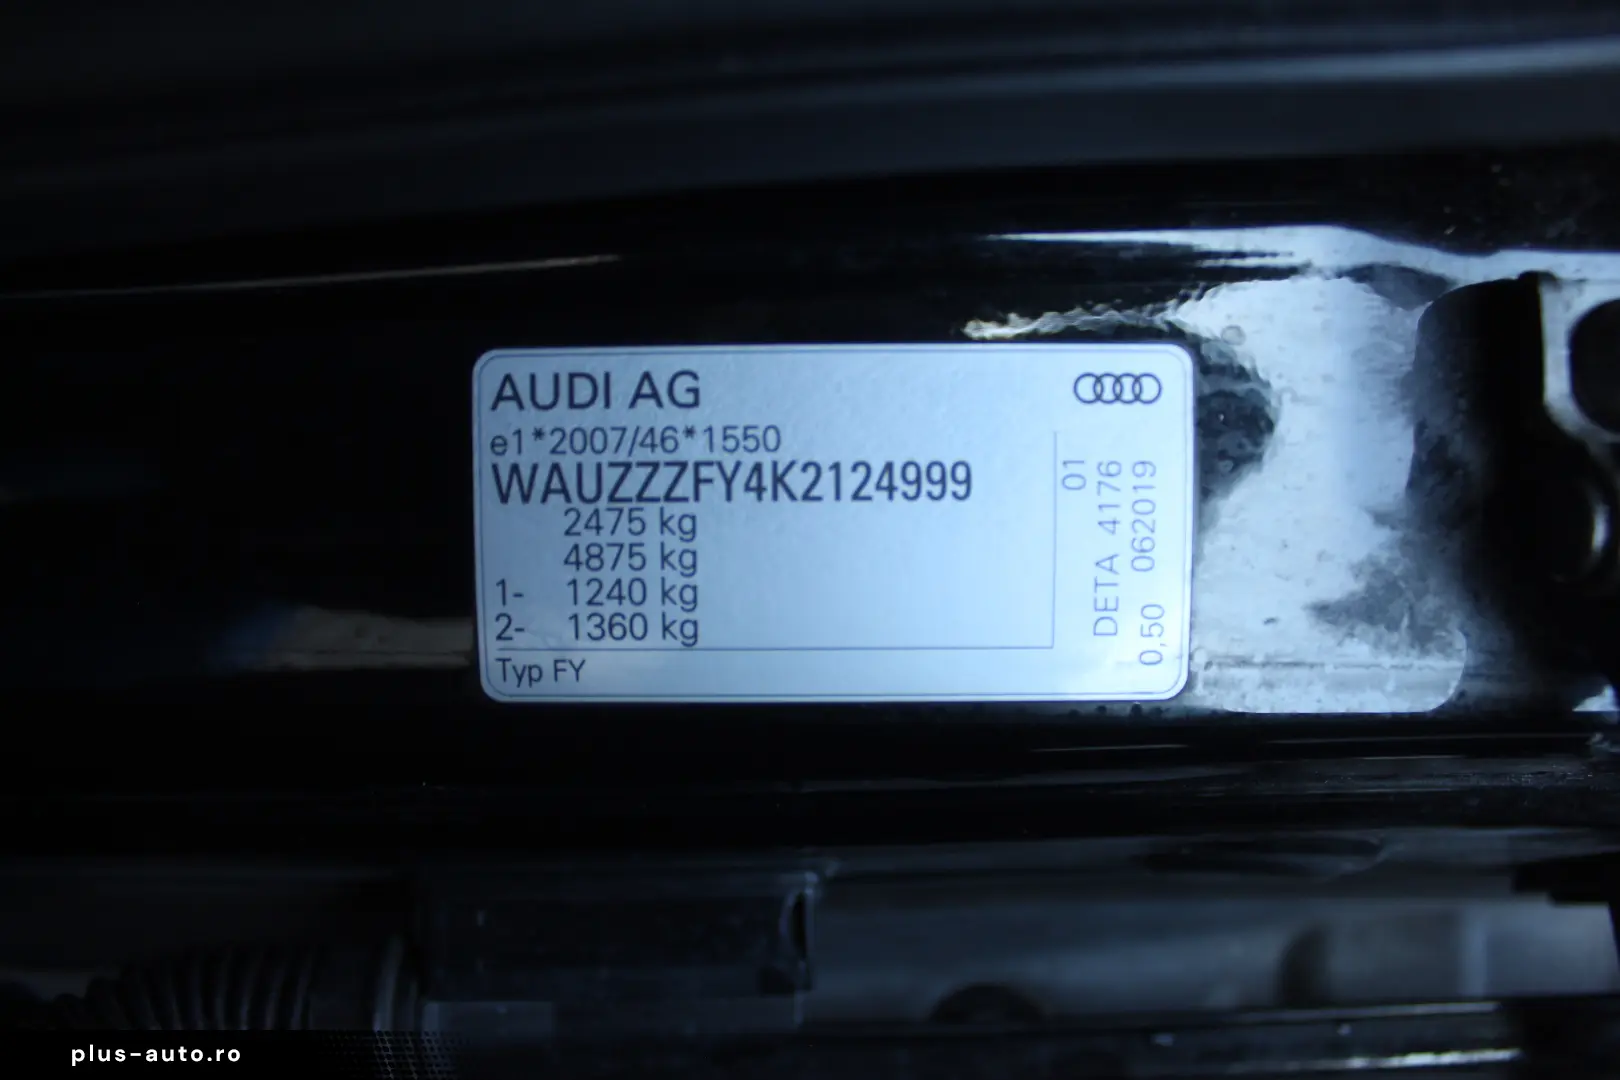 AUDI AG
e1*2007/46*1550
WAUZZZFY4K2124999
2475 kg
4875 kg
1- 1240 kg
2- 1360 kg
Typ FY
01
DETA 4176
0,50 062019
plus-auto.ro